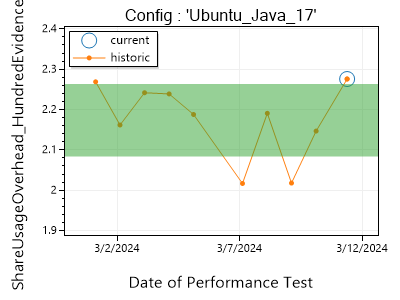 Config : 'Ubuntu_Java_17'
ShareUsageOverhead_HundredEvidence
2.4
2.3
2.2
2.1
2
1.9
current
historic
3/2/2024
3/7/2024
3/12/2024
Date of Performance Test